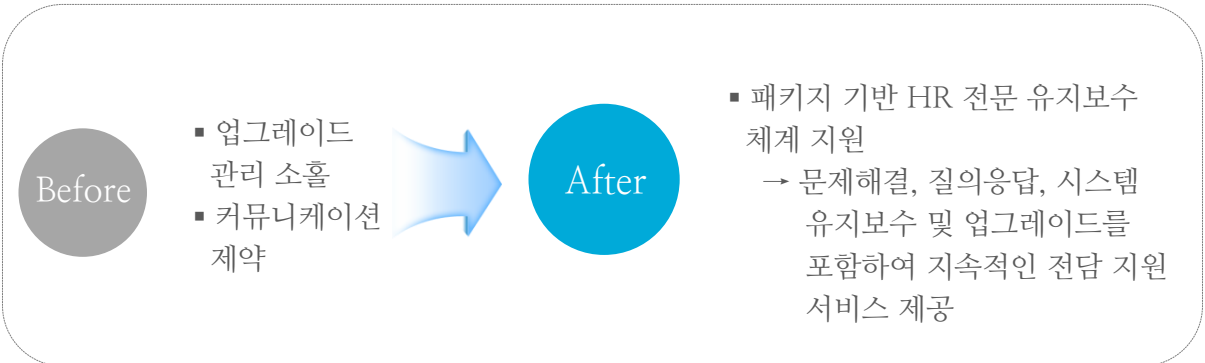 Before
▪ 업그레이드
관리 소홀
▪ 커뮤니케이션
제약
After
▪ 패키지 기반 HR 전문 유지보수
체계 지원
→ 문제해결, 질의응답, 시스템
유지보수 및 업그레이드를
포함하여 지속적인 전담 지원
서비스 제공